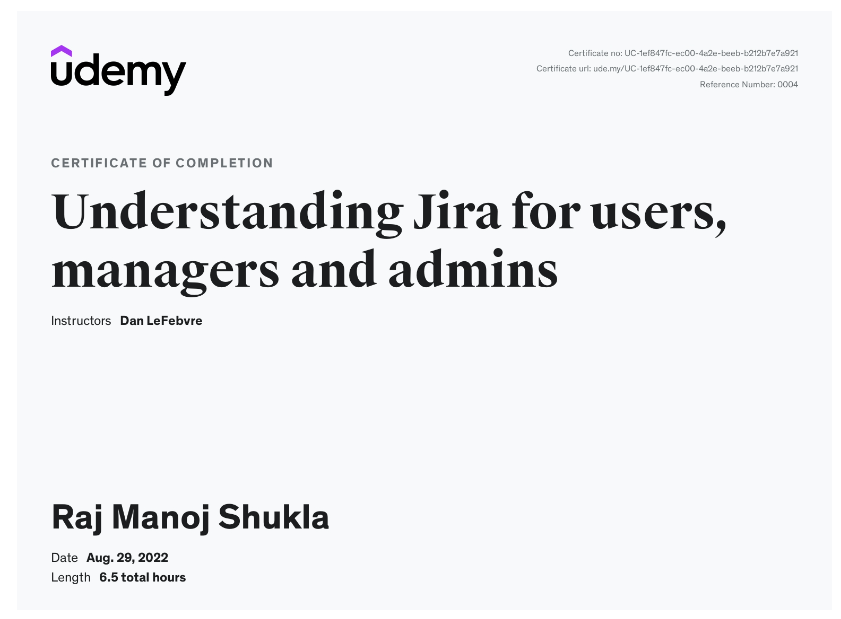 udemy
Certificate no: UC-1ef847fc-ec00-4a2e-beeb-b212b7e7a921
Certificate url: ude.my/UC-1ef847fc-ec00-4a2e-beeb-b212b7e7a921
Reference Number: 0004
CERTIFICATE OF COMPLETION
Understanding Jira for users,
managers and admins
Instructors Dan LeFebvre
Raj Manoj Shukla
Date Aug. 29, 2022
Length 6.5 total hours